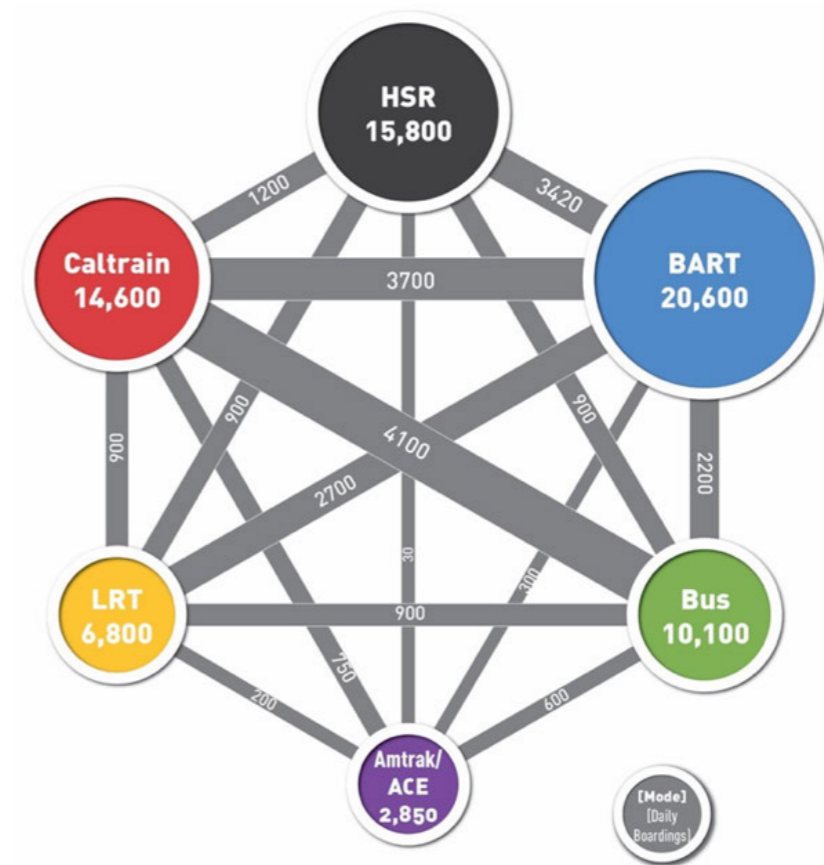 HSR
15,800
1200
3420
Caltrain
14,600
3700
BART
20,600
900
900
900
4100
2200
2700
30
300
LRT
6,800
900
Bus
10,100
200
750
600
Amtrak/
ACE
2,850
[Mode]
[Daily
Boardings]